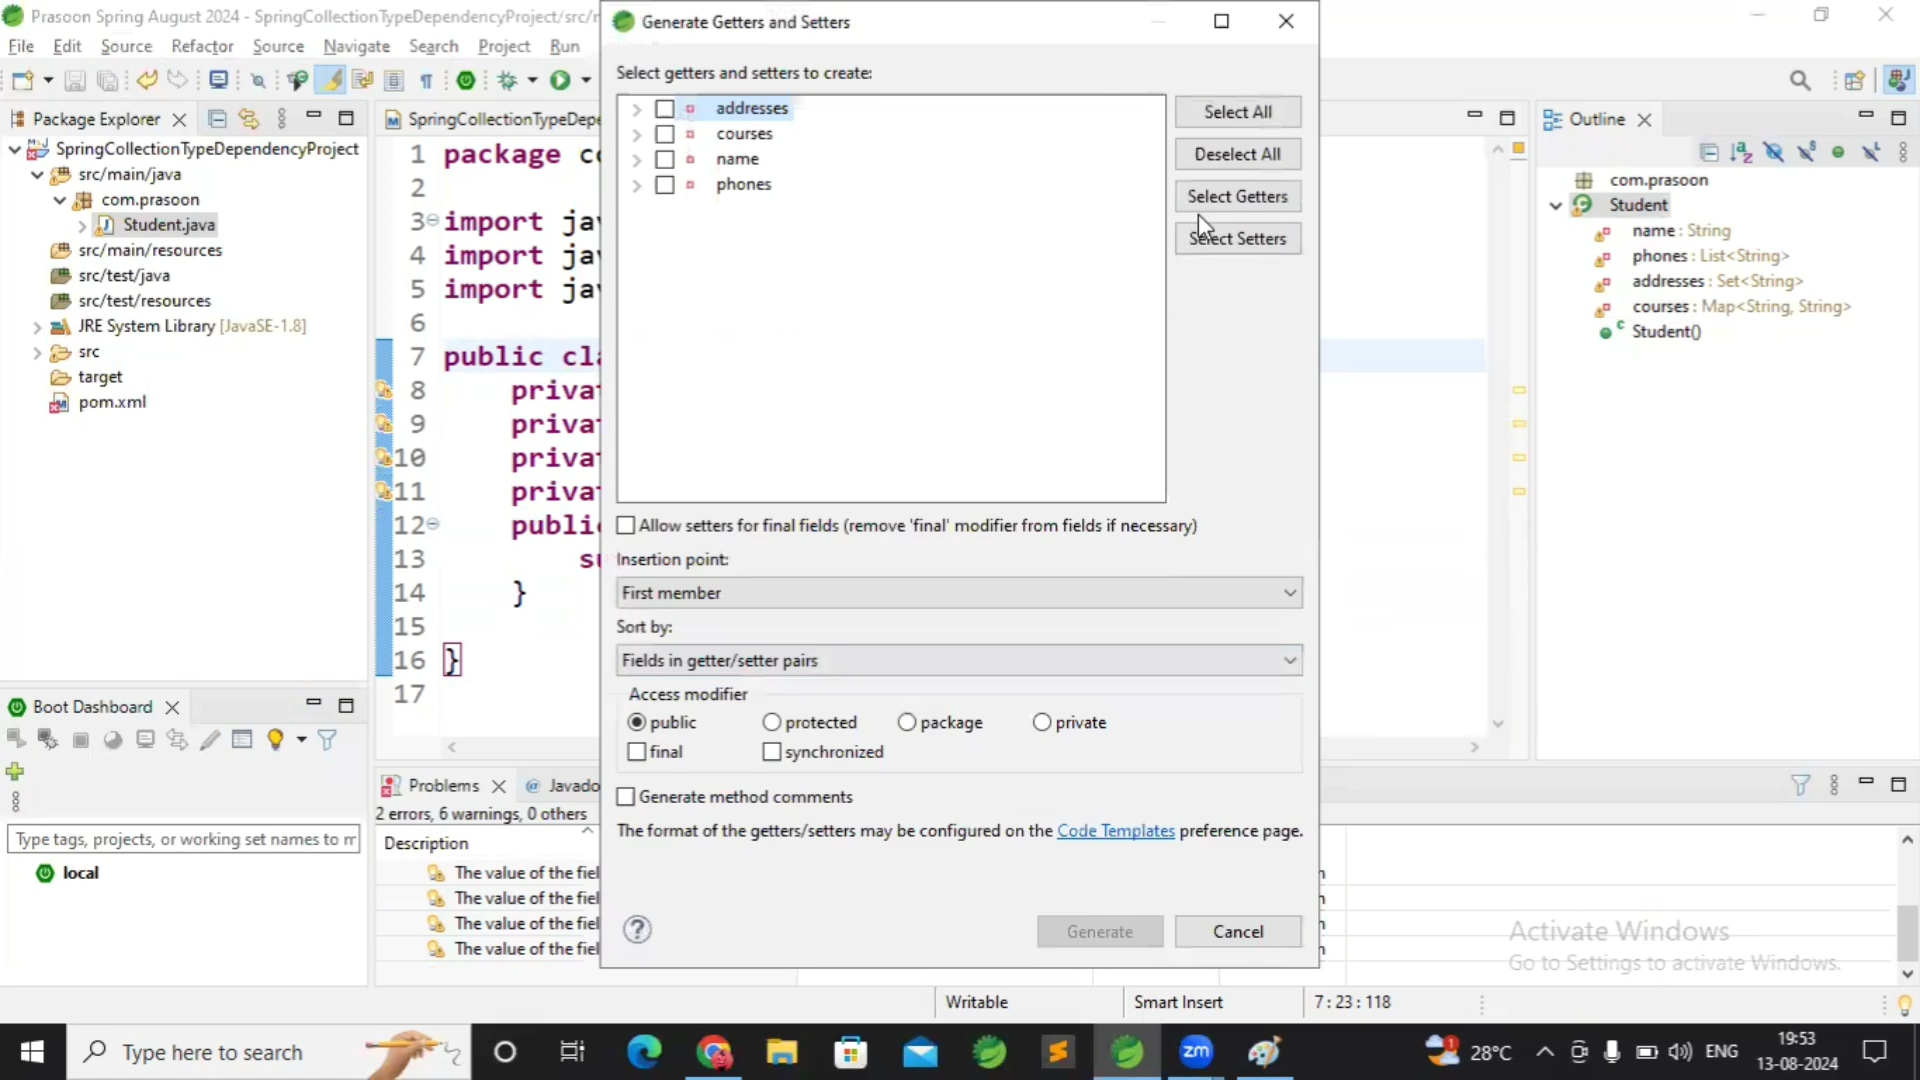 Prasoon Spring August 2024 - SpringCollectionTypeDependencyProject/src/
File Edit Source Refactor Source Navigate Search Project Run
Package Explorer
SpringCollectionTypeDependencyProject
src/main/java
com.prasoon
Student.java
src/main/resources
src/test/java
src/test/resources
JRE System Library [JavaSE-1.8]
src
target
pom.xml
Boot Dashboard
Type tags, projects, or working set names to m
local
SpringCollectionTypeDepe
1 package c
2
3 import ja
4 import ja
5 import ja
6
7 public cl
8 priva
9 priva
10 priva
11 priva
12 publi
13 su
14 }
15
16 }
17
Generate Getters and Setters
Select getters and setters to create:
addresses
courses
name
phones
Select All
Deselect All
Select Getters
Select Setters
Allow setters for final fields (remove 'final' modifier from fields if necessary)
Insertion point:
First member
Sort by:
Fields in getter/setter pairs
Access modifier
public protected package private
final synchronized
Generate method comments
The format of the getters/setters may be configured on the Code Templates preference page.
Generate Cancel
Outline
com.prasoon
Student
name : String
phones : List<String>
addresses : Set<String>
courses : Map<String, String>
Student()
Problems @ Javado
2 errors, 6 warnings, 0 others
Description
The value of the fiel
The value of the fiel
The value of the fiel
The value of the fiel
Activate Windows
Go to Settings to activate Windows.
Writable Smart Insert 7 : 23 : 118
Type here to search
zm
28°C
ENG
19:53
13-08-2024